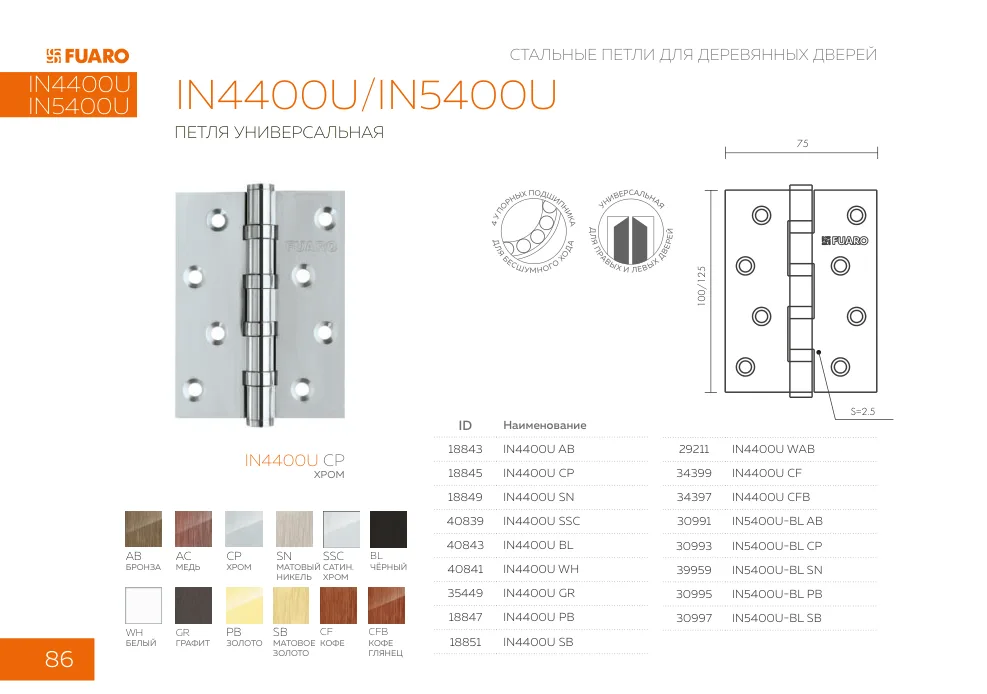 FUARO
СТАЛЬНЫЕ ПЕТЛИ ДЛЯ ДЕРЕВЯННЫХ ДВЕРЕЙ
IN4400U
IN5400U
IN4400U/IN5400U
ПЕТЛЯ УНИВЕРСАЛЬНАЯ
FUARO
4 УПОРНЫХ ПОДШИПНИКА
ДЛЯ БЕСШУМНОГО ХОДА
УНИВЕРСАЛЬНАЯ
ДЛЯ ПРАВЫХ И ЛЕВЫХ ДВЕРЕЙ
75
100/125
FUARO
S=2.5
IN4400U CP
ХРОМ
AB
БРОНЗА
AC
МЕДЬ
CP
ХРОМ
SN
МАТОВЫЙ
НИКЕЛЬ
SSC
САТИН.
ХРОМ
BL
ЧЁРНЫЙ
WH
БЕЛЫЙ
GR
ГРАФИТ
PB
ЗОЛОТО
SB
МАТОВОЕ
ЗОЛОТО
CF
КОФЕ
CFB
КОФЕ
ГЛЯНЕЦ
ID Наименование
18843 IN4400U AB
18845 IN4400U CP
18849 IN4400U SN
40839 IN4400U SSC
40843 IN4400U BL
40841 IN4400U WH
35449 IN4400U GR
18847 IN4400U PB
18851 IN4400U SB
29211 IN4400U WAB
34399 IN4400U CF
34397 IN4400U CFB
30991 IN5400U-BL AB
30993 IN5400U-BL CP
39959 IN5400U-BL SN
30995 IN5400U-BL PB
30997 IN5400U-BL SB
86